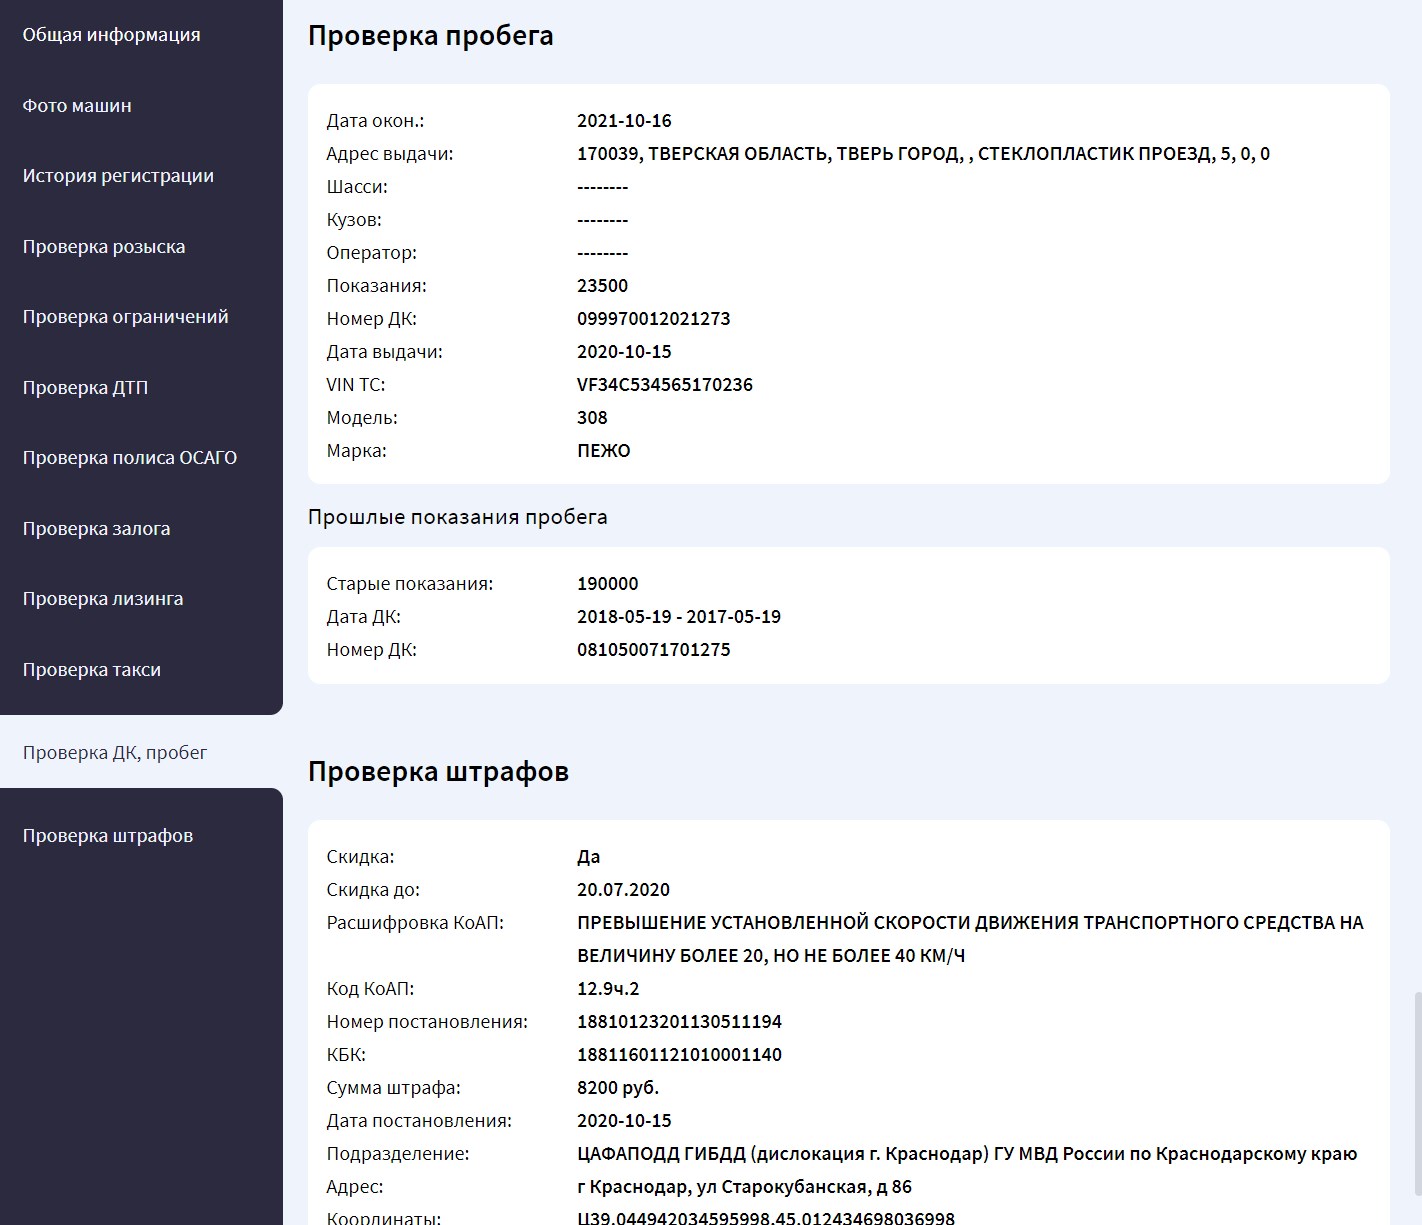 Общая информация
Фото машин
История регистрации
Проверка розыска
Проверка ограничений
Проверка ДТП
Проверка полиса ОСАГО
Проверка залога
Проверка лизинга
Проверка такси
Проверка ДК, пробег
Проверка штрафов
Проверка пробега
Дата окон.: 2021-10-16
Адрес выдачи: 170039, ТВЕРСКАЯ ОБЛАСТЬ, ТВЕРЬ ГОРОД, , СТЕКЛОПЛАСТИК ПРОЕЗД, 5, 0, 0
Шасси: --------
Кузов: --------
Оператор: --------
Показания: 23500
Номер ДК: 099970012021273
Дата выдачи: 2020-10-15
VIN ТС: VF34C534565170236
Модель: 308
Марка: ПЕЖО
Прошлые показания пробега
Старые показания: 190000
Дата ДК: 2018-05-19 - 2017-05-19
Номер ДК: 081050071701275
Проверка штрафов
Скидка: Да
Скидка до: 20.07.2020
Расшифровка КоАП: ПРЕВЫШЕНИЕ УСТАНОВЛЕННОЙ СКОРОСТИ ДВИЖЕНИЯ ТРАНСПОРТНОГО СРЕДСТВА НА
ВЕЛИЧИНУ БОЛЕЕ 20, НО НЕ БОЛЕЕ 40 КМ/Ч
Код КоАП: 12.9ч.2
Номер постановления: 18810123201130511194
КБК: 18811601121010001140
Сумма штрафа: 8200 руб.
Дата постановления: 2020-10-15
Подразделение: ЦАФАПОДД ГИБДД (дислокация г. Краснодар) ГУ МВД России по Краснодарскому краю
Адрес: г Краснодар, ул Старокубанская, д 86
Координаты: Ц39.044942034595998,45.012434698036998